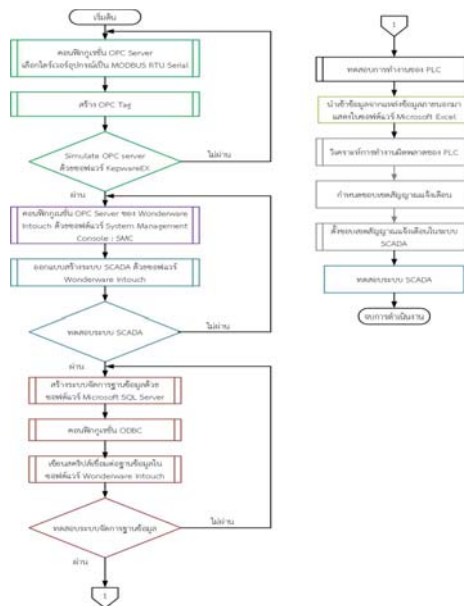 เริ่มต้น
คอนฟิกกูเรชั่น OPC Server
เลือกไดร์เวอร์อุปกรณ์เป็น MODBUS RTU Serial
สร้าง OPC Tag
Simulate OPC server
ด้วยซอฟแวร์ KepwareEX
ไม่ผ่าน
ผ่าน
คอนฟิกกูเรชั่น OPC Server ของ Wonderware
Intouch ด้วยซอฟต์แวร์ System Management
Console : SMC
ออกแบบสร้างระบบ SCADA ด้วยซอฟแวร์
Wonderware Intouch
ทดสอบระบบ SCADA
ไม่ผ่าน
ผ่าน
สร้างระบบจัดการฐานข้อมูลด้วย
ซอฟต์แวร์ Microsoft SQL Server
คอนฟิกกูเรชั่น ODBC
เขียนสคริปส์เชื่อมต่อฐานข้อมูลใน
ซอฟต์แวร์ Wonderware Intouch
ทดสอบระบบจัดการฐานข้อมูล
ไม่ผ่าน
ผ่าน
1
1
ทดสอบการทำงานของ PLC
นำเข้าข้อมูลจากแหล่งข้อมูลภายนอกมา
แสดงในซอฟต์แวร์ Microsoft Excel
วิเคราะห์การทำงานผิดพลาดของ PLC
กำหนดขอบเขตสัญญาณแจ้งเตือน
ตั้งขอบเขตสัญญาณแจ้งเตือนในระบบ
SCADA
ทดสอบระบบ SCADA
จบการดำเนินงาน